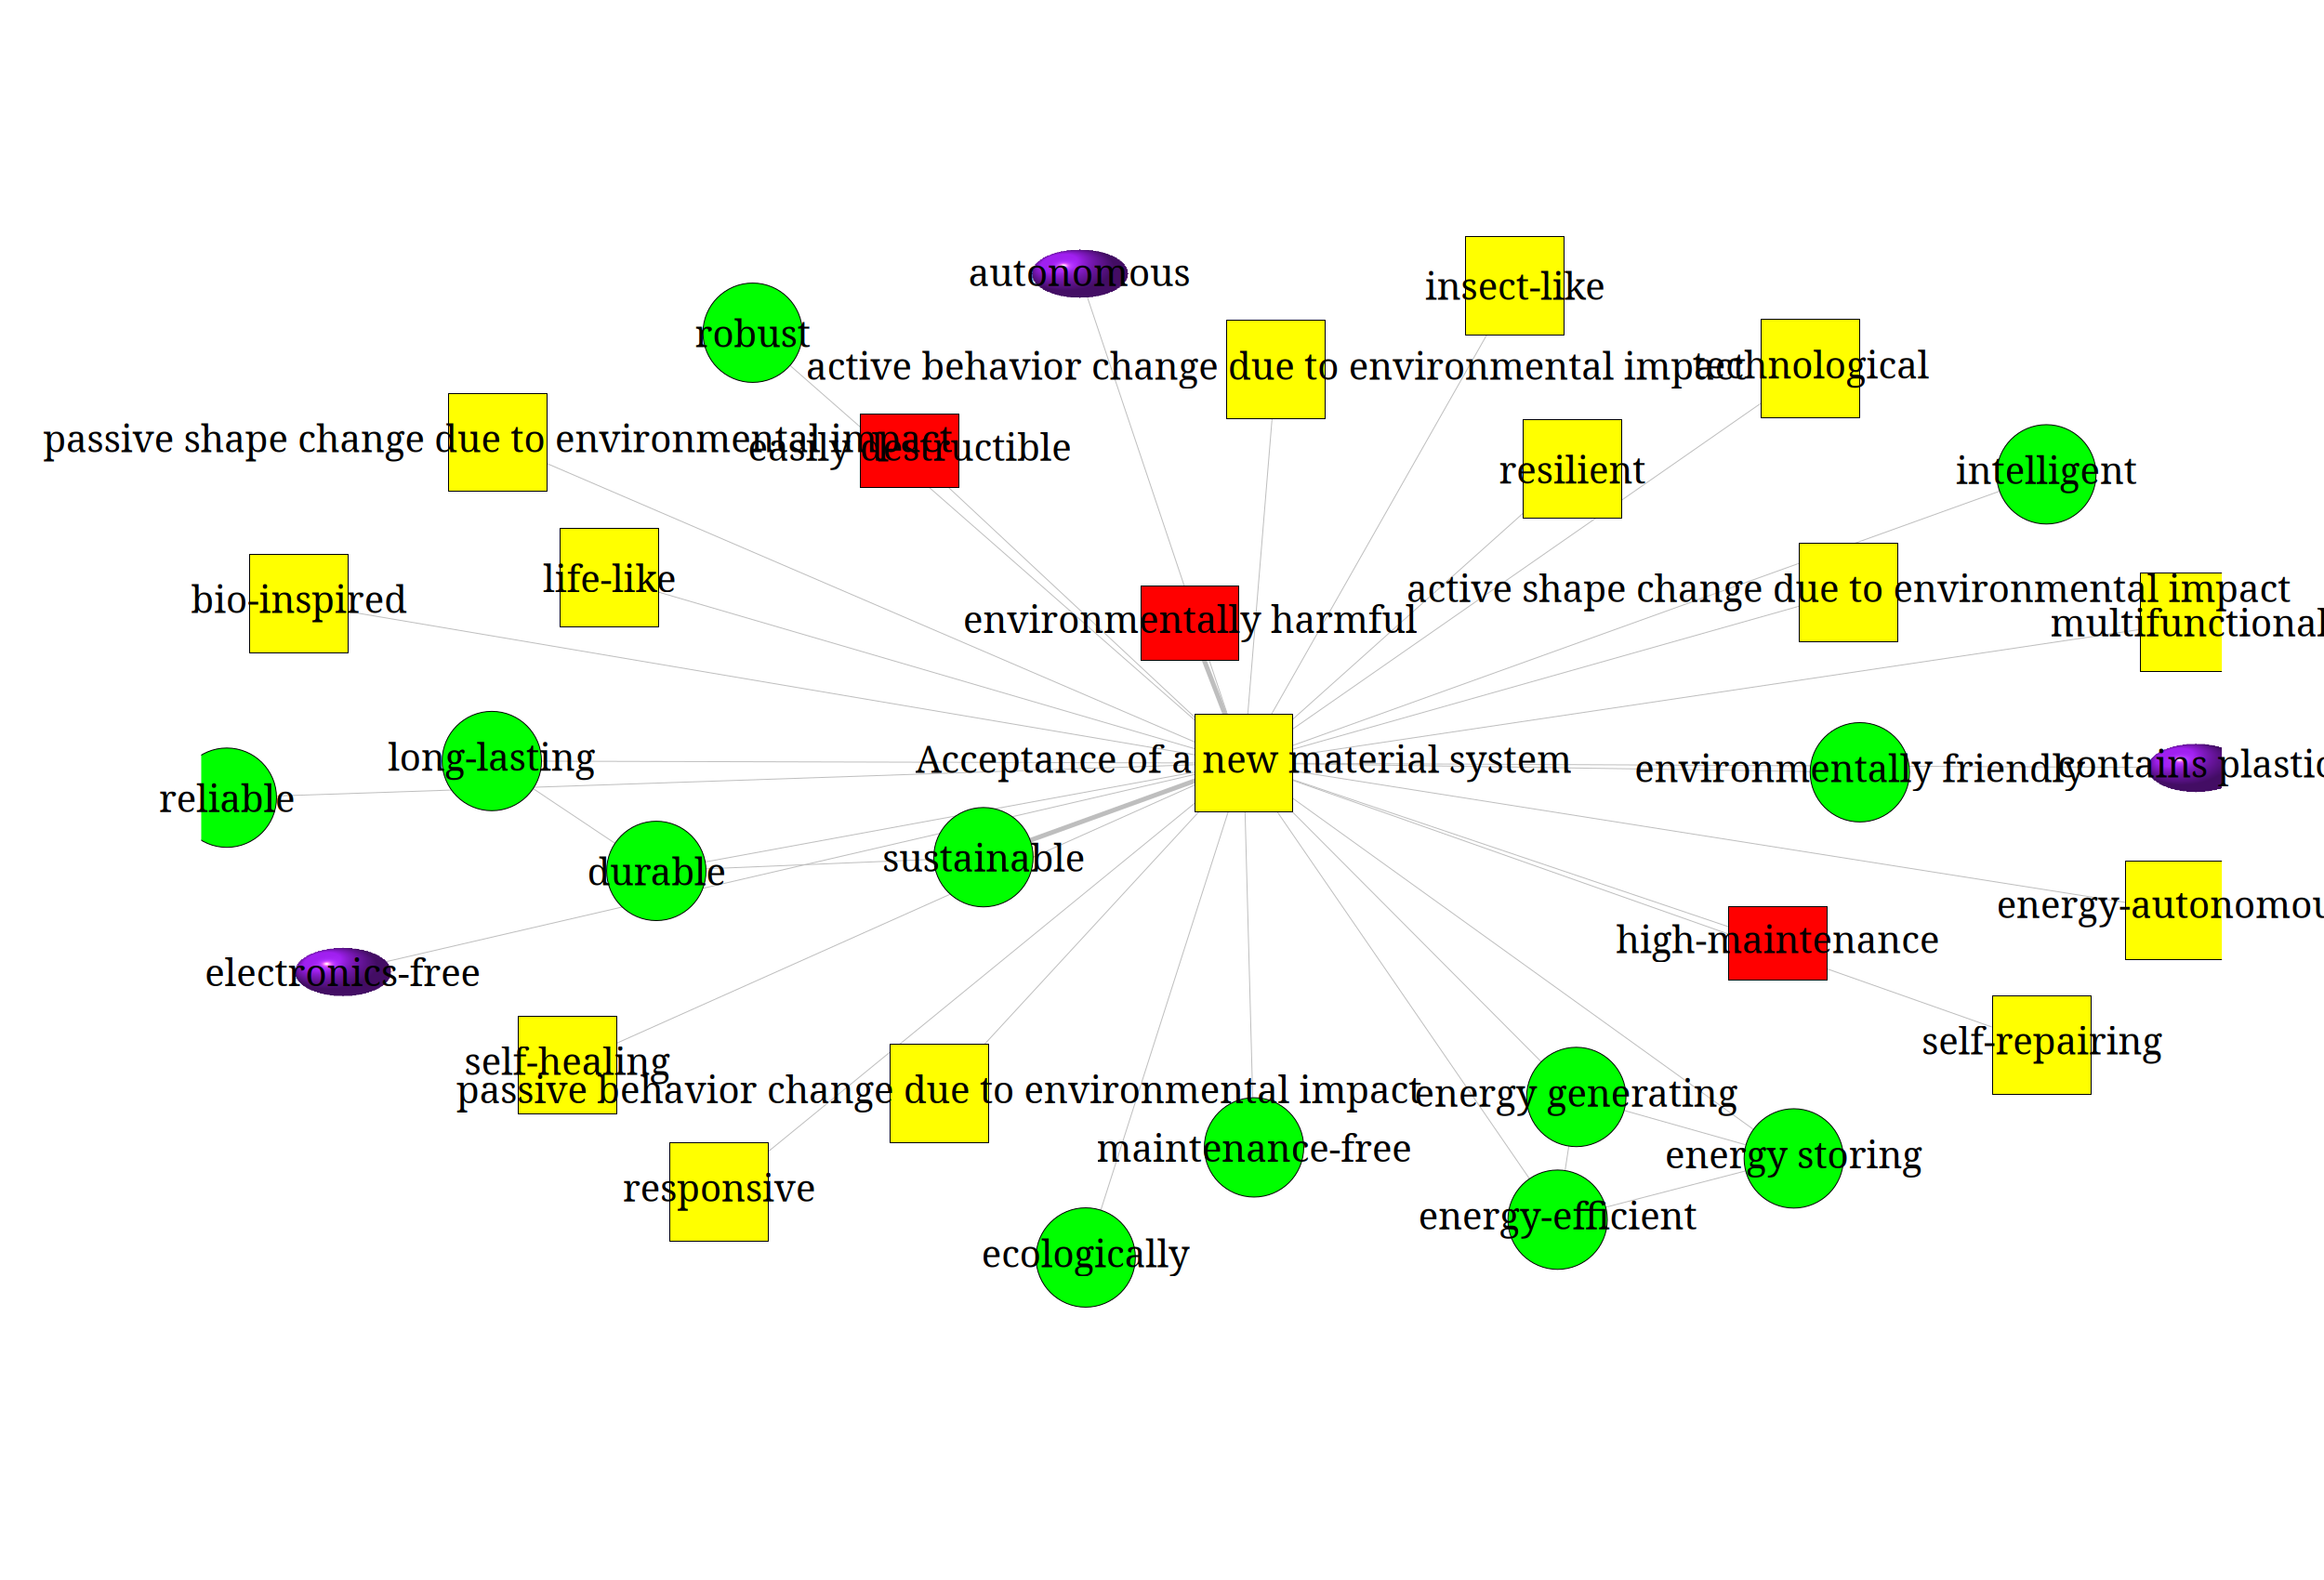 autonomous
insect-like
robust
active behavior change due to environmental impact
technological
passive shape change due to environmental impact
easily destructible
resilient
intelligent
bio-inspired
life-like
environmentally harmful
active shape change due to environmental impact
multifunctional
long-lasting
Acceptance of a new material system
environmentally friendly
contains plastic
reliable
durable
sustainable
energy-autonomou
high-maintenance
electronics-free
self-healing
self-repairing
passive behavior change due to environmental impact
energy generating
maintenance-free
energy storing
responsive
energy-efficient
ecologically